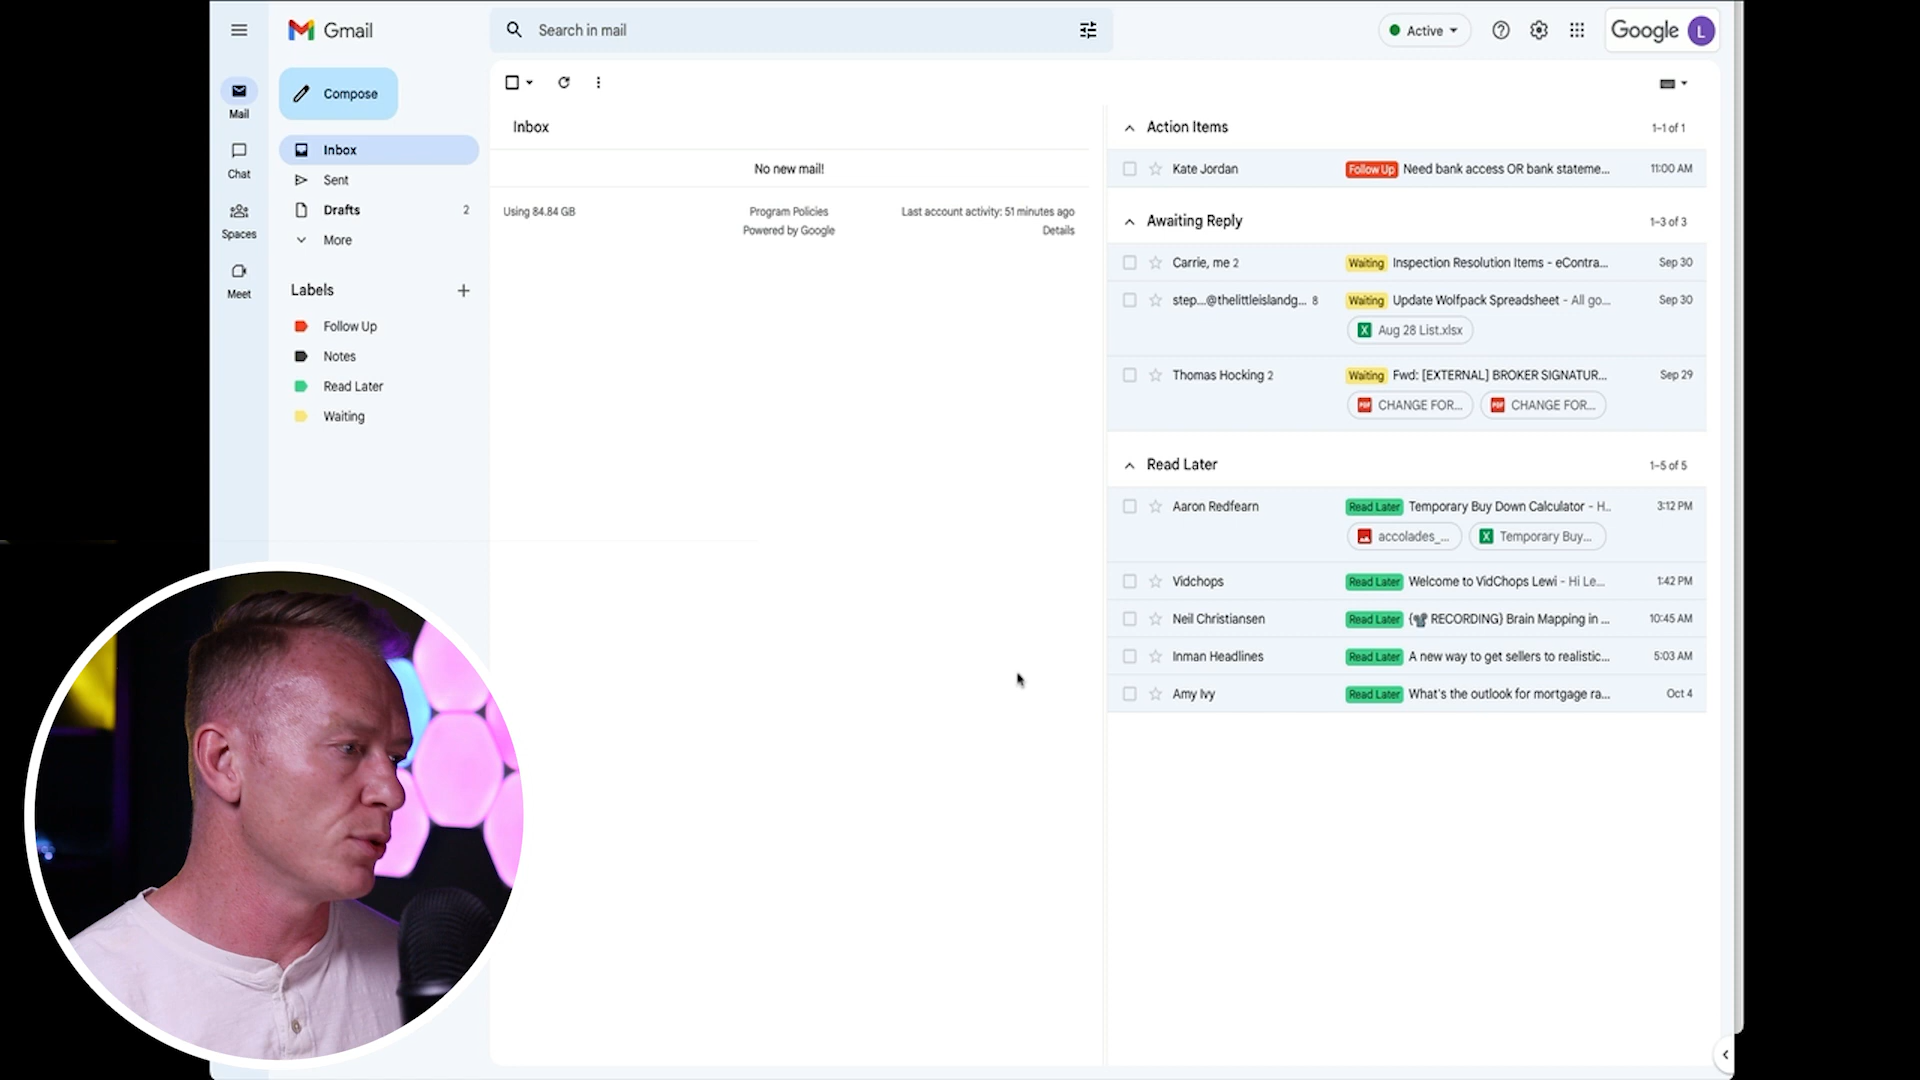 Gmail
Search in mail
Active
Google
L
Mail
Chat
Spaces
Meet
Compose
Inbox
Sent
Drafts 2
More
Labels
Follow Up
Notes
Read Later
Waiting
Inbox
No new mail!
Using 84.84 GB
Program Policies
Powered by Google
Last account activity: 51 minutes ago
Details
Action Items 1–1 of 1
Kate Jordan Follow Up Need bank access OR bank stateme... 11:00 AM
Awaiting Reply 1–3 of 3
Carrie, me 2 Waiting Inspection Resolution Items - eContra... Sep 30
step...@thelittleislandg... 8 Waiting Update Wolfpack Spreadsheet - All go... Sep 30
X Aug 28 List.xlsx
Thomas Hocking 2 Waiting Fwd: [EXTERNAL] BROKER SIGNATUR... Sep 29
PDF CHANGE FOR... PDF CHANGE FOR...
Read Later 1–5 of 5
Aaron Redfearn Read Later Temporary Buy Down Calculator - H.. 3:12 PM
accolades_... X Temporary Buy...
Vidchops Read Later Welcome to VidChops Lewi - Hi Le... 1:42 PM
Neil Christiansen Read Later {📽 RECORDING} Brain Mapping in ... 10:45 AM
Inman Headlines Read Later A new way to get sellers to realistic... 5:03 AM
Amy Ivy Read Later What's the outlook for mortgage ra... Oct 4